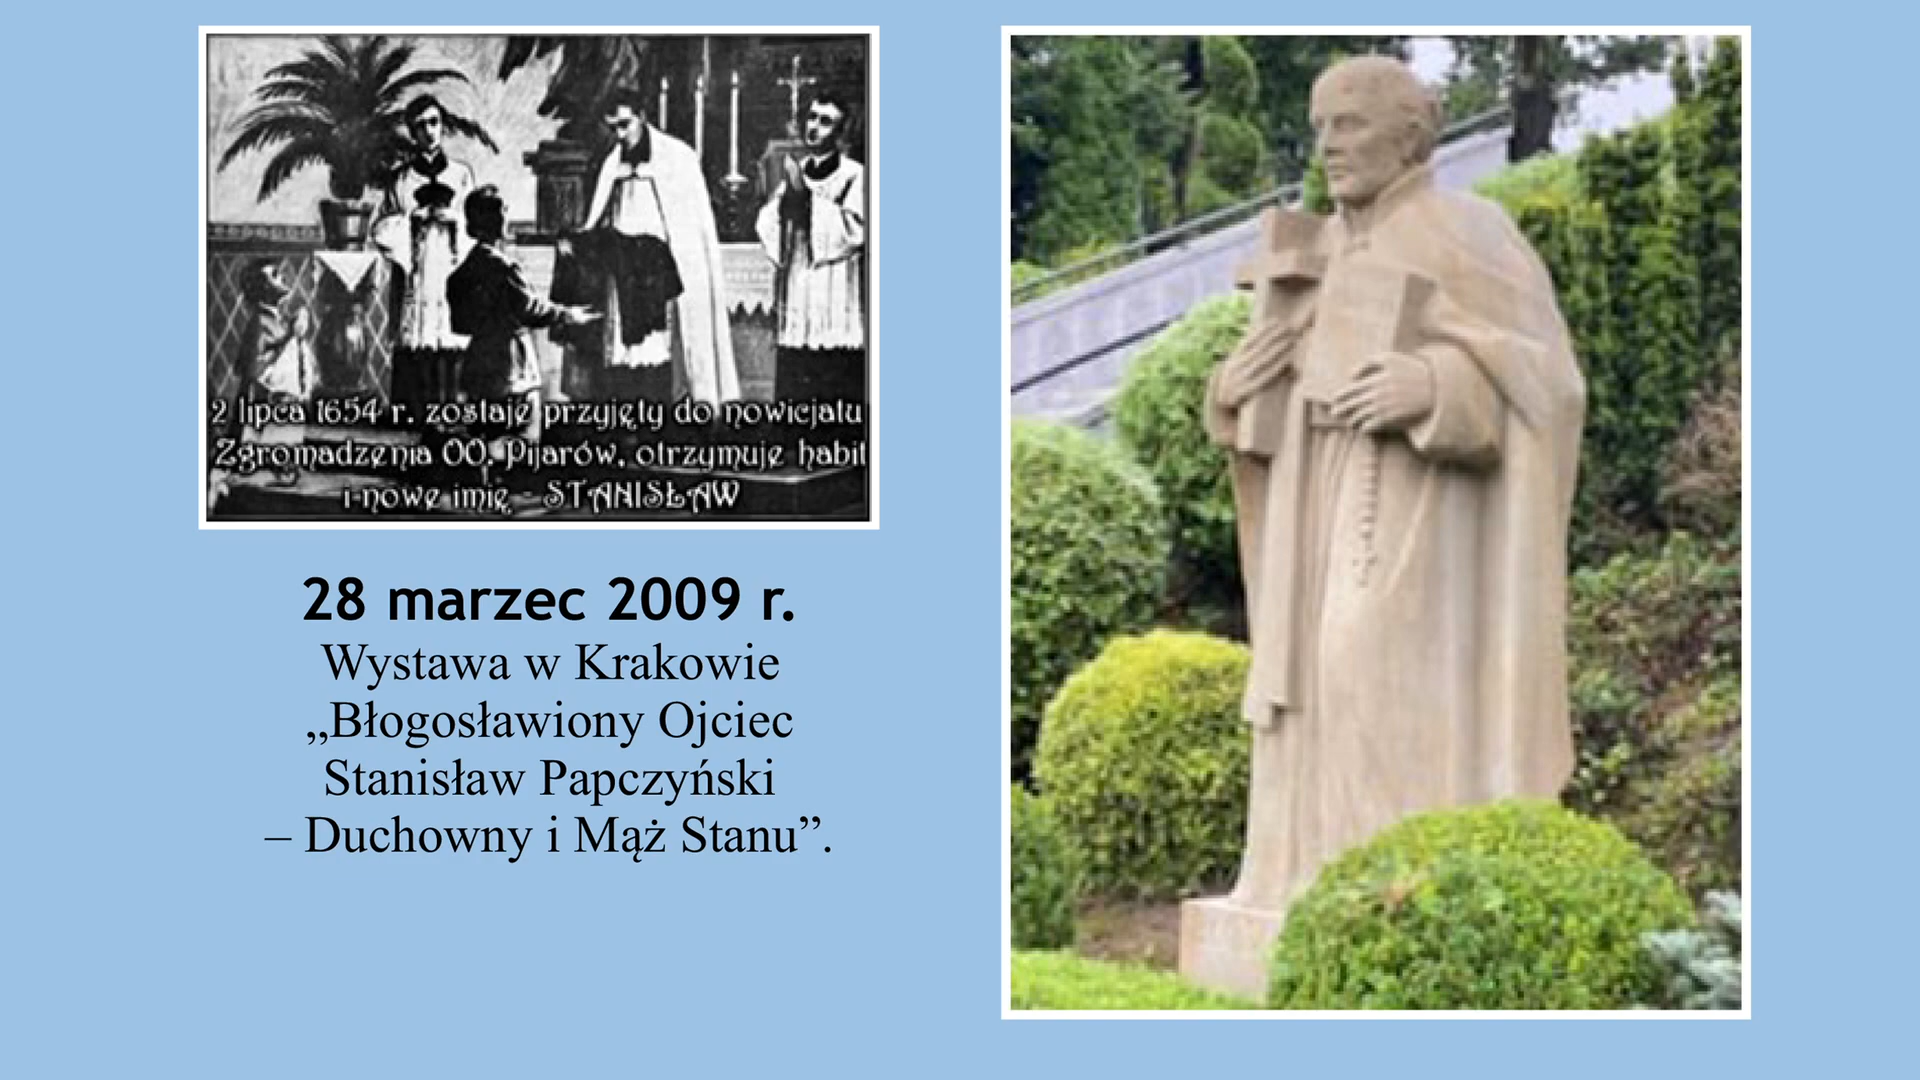 2 lipca 1654 r. zostaje przyjęty do nowicjatu
Zgromadzenia OO. Pijarów, otrzymuje habit
i nowe imię - STANISŁAW
28 marzec 2009 r.
Wystawa w Krakowie
„Błogosławiony Ojciec
Stanisław Papczyński
– Duchowny i Mąż Stanu”.